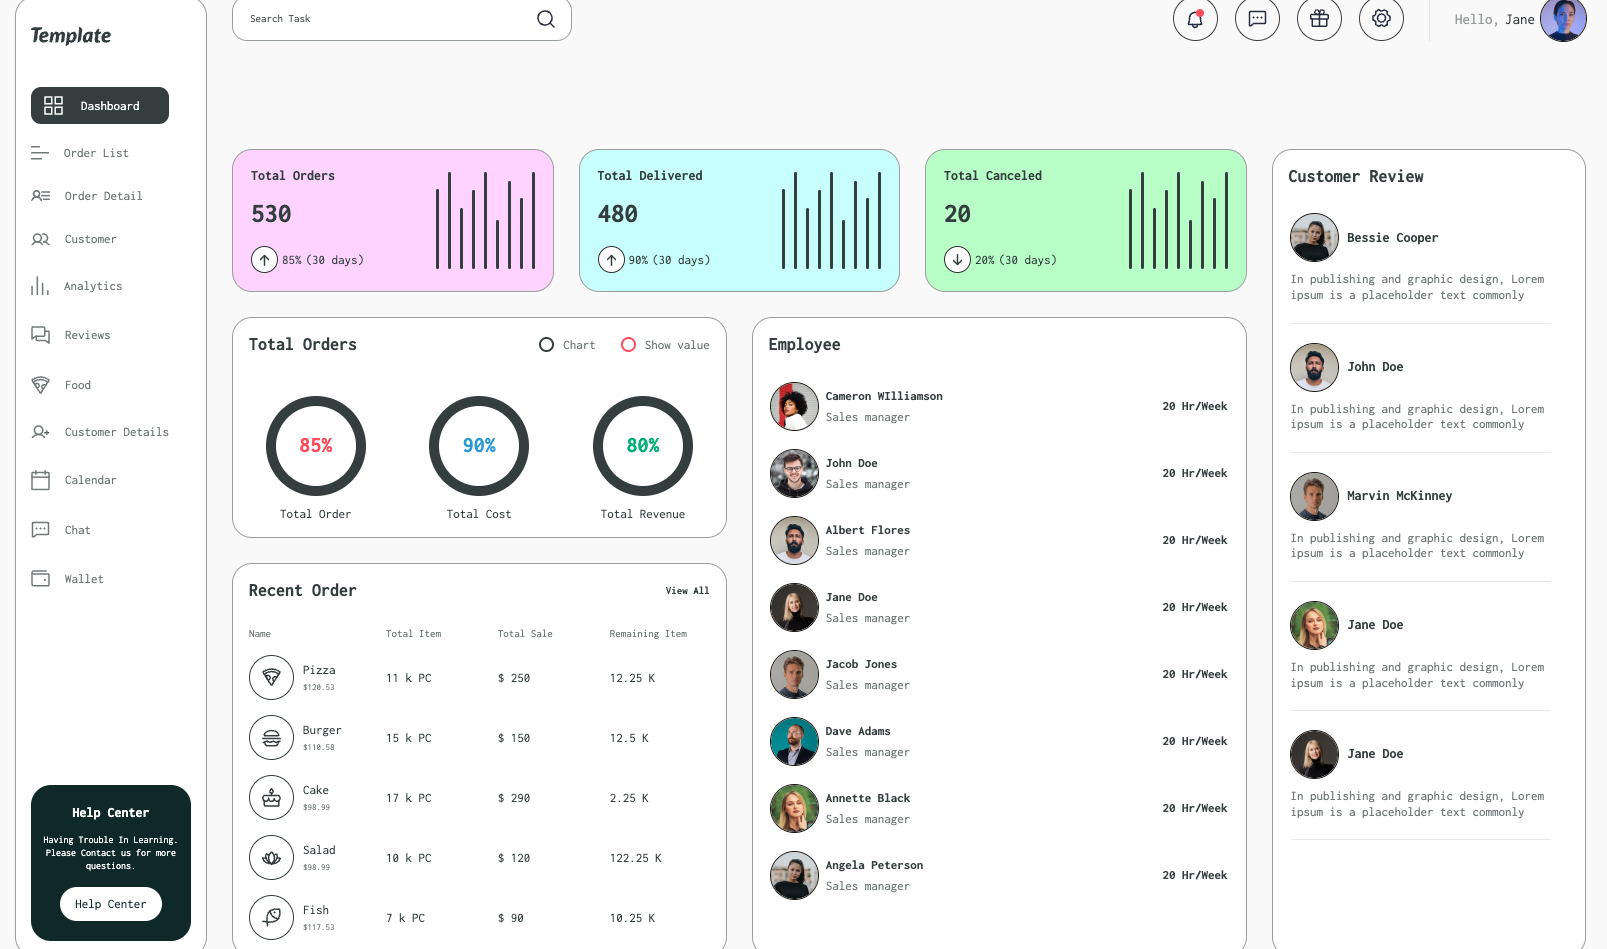 Template
Search Task
Hello, Jane
Dashboard
Order List
Order Detail
Customer
Analytics
Reviews
Food
Customer Details
Calendar
Chat
Wallet
Help Center
Having Trouble In Learning.
Please Contact us for more
questions.
Help Center
Total Orders
530
85% (30 days)
Total Delivered
480
90% (30 days)
Total Canceled
20
20% (30 days)
Total Orders
Chart
Show value
85%
90%
80%
Total Order
Total Cost
Total Revenue
Recent Order
View All
Name Total Item Total Sale Remaining Item
Pizza
$120.53
11 k PC $ 250 12.25 K
Burger
$110.58
15 k PC $ 150 12.5 K
Cake
$98.99
17 k PC $ 290 2.25 K
Salad
$98.99
10 k PC $ 120 122.25 K
Fish
$117.53
7 k PC $ 90 10.25 K
Employee
Cameron WIlliamson
Sales manager
20 Hr/Week
John Doe
Sales manager
20 Hr/Week
Albert Flores
Sales manager
20 Hr/Week
Jane Doe
Sales manager
20 Hr/Week
Jacob Jones
Sales manager
20 Hr/Week
Dave Adams
Sales manager
20 Hr/Week
Annette Black
Sales manager
20 Hr/Week
Angela Peterson
Sales manager
20 Hr/Week
Customer Review
Bessie Cooper
In publishing and graphic design, Lorem
ipsum is a placeholder text commonly
John Doe
In publishing and graphic design, Lorem
ipsum is a placeholder text commonly
Marvin McKinney
In publishing and graphic design, Lorem
ipsum is a placeholder text commonly
Jane Doe
In publishing and graphic design, Lorem
ipsum is a placeholder text commonly
Jane Doe
In publishing and graphic design, Lorem
ipsum is a placeholder text commonly